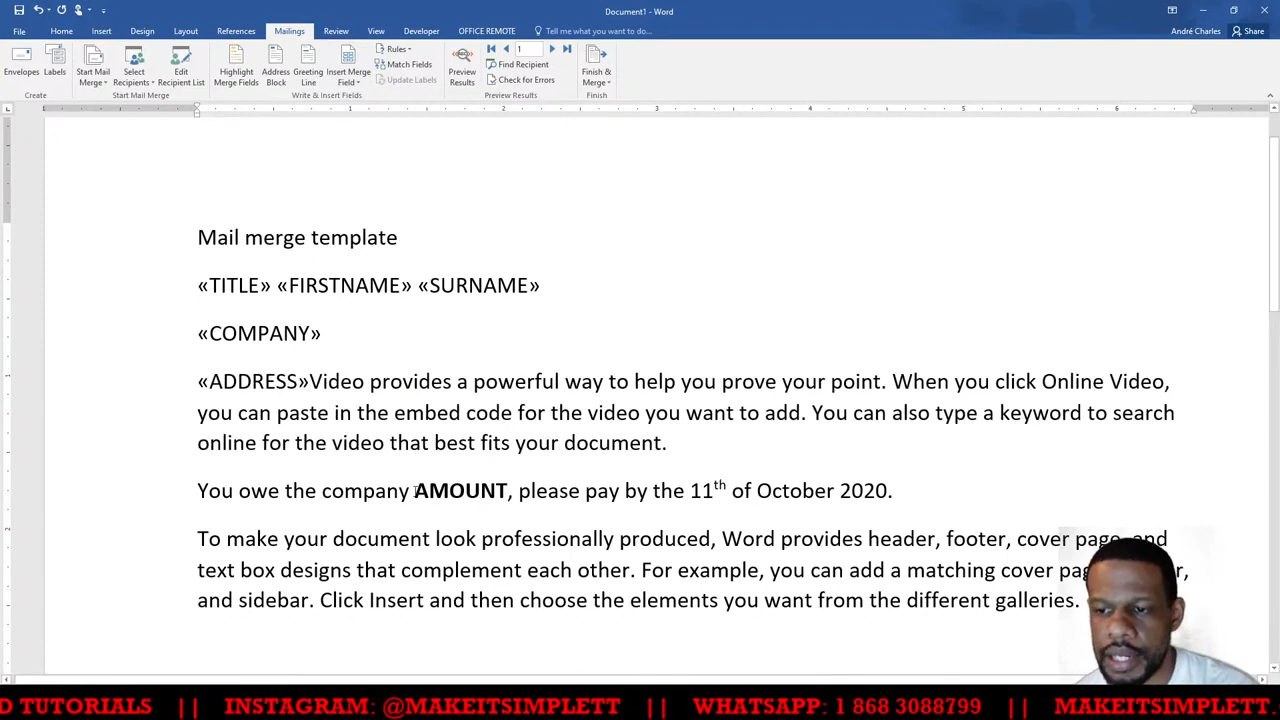 Document1 - Word
File Home Insert Design Layout References Mailings Review View Developer OFFICE REMOTE Tell me what you want to do... André Charles Share
Envelopes Labels Start Mail Merge Select Recipients Edit Recipient List Highlight Merge Fields Address Block Greeting Line Insert Merge Field Rules Match Fields Update Labels Preview Results 1 Find Recipient Check for Errors Finish & Merge
Create Start Mail Merge Write & Insert Fields Preview Results Finish
1 2 3 4 5 6
Mail merge template
«TITLE» «FIRSTNAME» «SURNAME»
«COMPANY»
«ADDRESS»Video provides a powerful way to help you prove your point. When you click Online Video,
you can paste in the embed code for the video you want to add. You can also type a keyword to search
online for the video that best fits your document.
You owe the company AMOUNT, please pay by the 11th of October 2020.
To make your document look professionally produced, Word provides header, footer, cover page, and
text box designs that complement each other. For example, you can add a matching cover
and sidebar. Click Insert and then choose the elements you want from the different galleries.
D TUTORIALS || INSTAGRAM: @MAKEITSIMPLETT || WHATSAPP: 1 868 3088799 || MAKEITSIMPLETT.